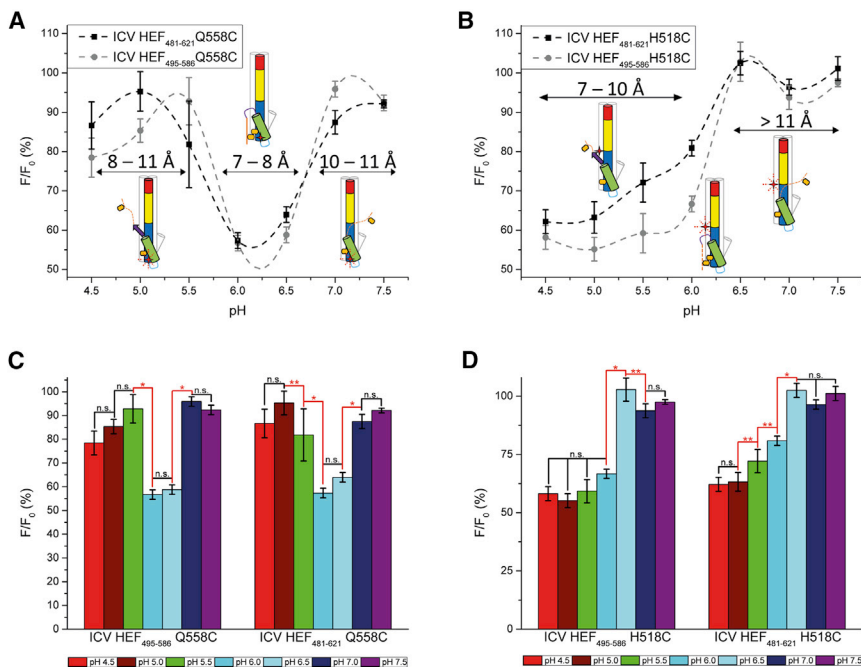 A
ICV HEF481-621Q558C
ICV HEF495-586Q558C
F/F0 (%)
110
100
90
80
70
60
50
8 – 11 Å
7 – 8 Å
10 – 11 Å
4.5 5.0 5.5 6.0 6.5 7.0 7.5
pH
B
ICV HEF481-621H518C
ICV HEF495-586H518C
F/F0 (%)
110
100
90
80
70
60
50
7 – 10 Å
> 11 Å
4.5 5.0 5.5 6.0 6.5 7.0 7.5
pH
C
F/F0 (%)
100
90
80
70
60
50
40
30
20
10
0
n.s. n.s. * n.s. * n.s.
n.s. ** * n.s. * n.s.
ICV HEF495-586 Q558C
ICV HEF481-621 Q558C
pH 4.5 pH 5.0 pH 5.5 pH 6.0 pH 6.5 pH 7.0 pH 7.5
D
F/F0 (%)
100
75
50
25
0
n.s. * ** n.s.
n.s. ** ** * n.s.
ICV HEF495-586 H518C
ICV HEF481-621 H518C
pH 4.5 pH 5.0 pH 5.5 pH 6.0 pH 6.5 pH 7.0 pH 7.5